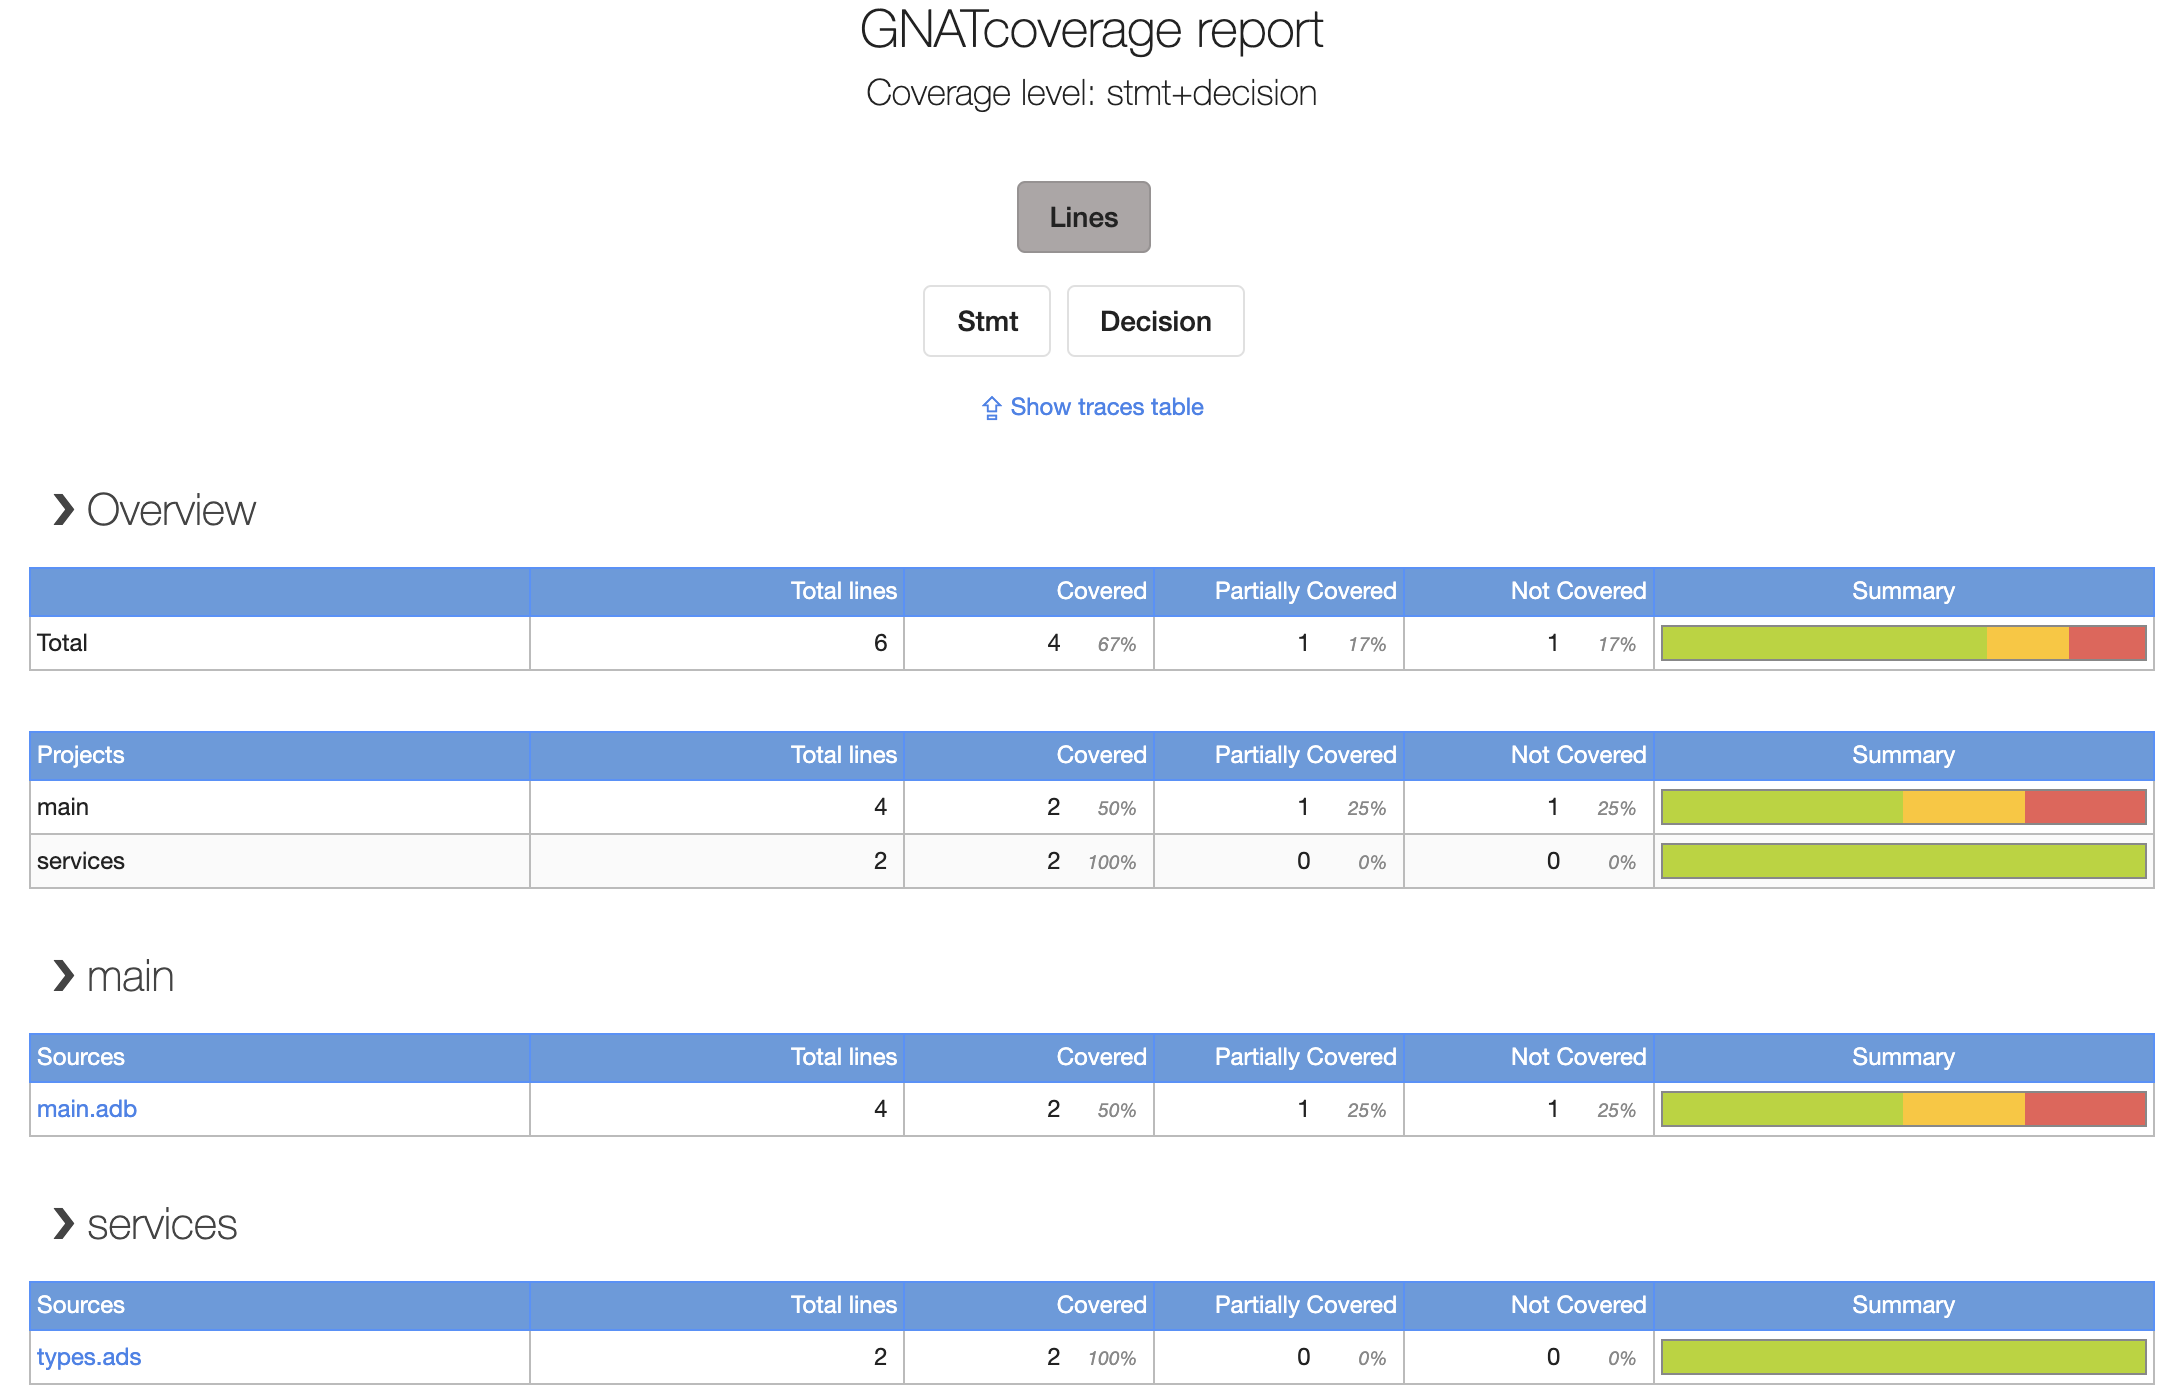 GNATcoverage report
Coverage level: stmt+decision
Lines
Stmt Decision
Show traces table
Overview
Total lines Covered Partially Covered Not Covered Summary
Total 6 4 67% 1 17% 1 17%
Projects Total lines Covered Partially Covered Not Covered Summary
main 4 2 50% 1 25% 1 25%
services 2 2 100% 0 0% 0 0%
main
Sources Total lines Covered Partially Covered Not Covered Summary
main.adb 4 2 50% 1 25% 1 25%
services
Sources Total lines Covered Partially Covered Not Covered Summary
types.ads 2 2 100% 0 0% 0 0%